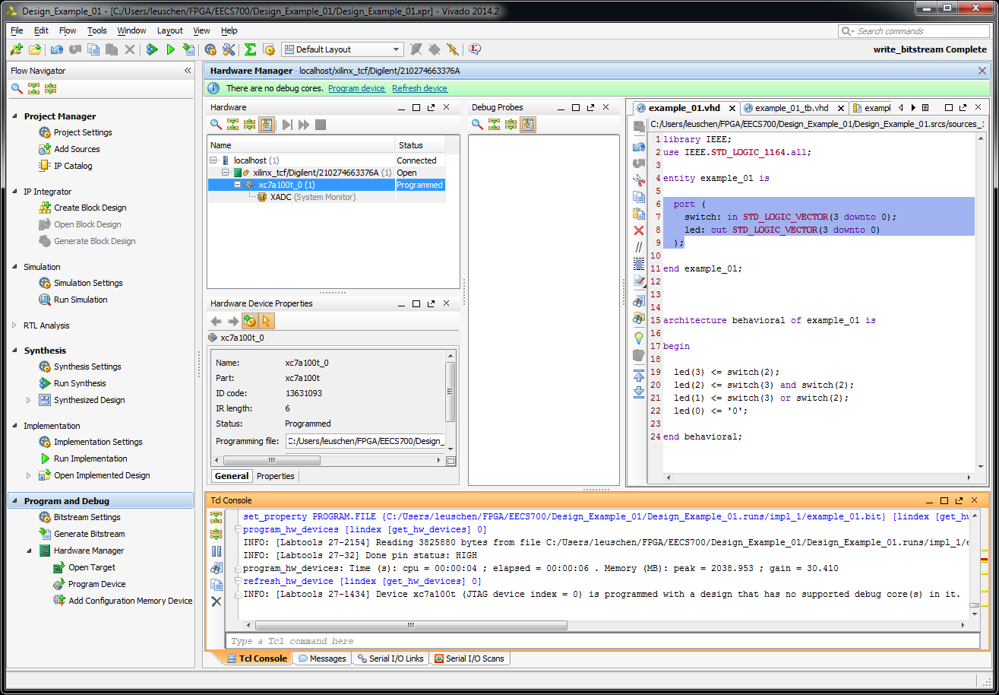 Design_Example_01 - [C:/Users/leuschen/FPGA/EECS700/Design_Example_01/Design_Example_01.xpr] - Vivado 2014.2
File Edit Flow Tools Window Layout View Help
Search commands
Default Layout
write_bitstream Complete
Flow Navigator
Project Manager
Project Settings
Add Sources
IP Catalog
IP Integrator
Create Block Design
Open Block Design
Generate Block Design
Simulation
Simulation Settings
Run Simulation
RTL Analysis
Synthesis
Synthesis Settings
Run Synthesis
Synthesized Design
Implementation
Implementation Settings
Run Implementation
Open Implemented Design
Program and Debug
Bitstream Settings
Generate Bitstream
Hardware Manager
Open Target
Program Device
Add Configuration Memory Device
Hardware Manager - localhost/xilinx_tcf/Digilent/210274663376A
There are no debug cores. Program device Refresh device
Hardware
Name Status
localhost (1) Connected
xilinx_tcf/Digilent/210274663376A (1) Open
xc7a100t_0 (1) Programmed
XADC (System Monitor)
Hardware Device Properties
xc7a100t_0
Name: xc7a100t_0
Part: xc7a100t
ID code: 13631093
IR length: 6
Status: Programmed
Programming file: C:/Users/leuschen/FPGA/EECS700/Design_
General Properties
Debug Probes
example_01.vhd example_01_tb.vhd exampl
C:/Users/leuschen/FPGA/EECS700/Design_Example_01/Design_Example_01.srcs/sources_1
1 library IEEE;
2 use IEEE.STD_LOGIC_1164.all;
3
4 entity example_01 is
5
6 port (
7 switch: in STD_LOGIC_VECTOR(3 downto 0);
8 led: out STD_LOGIC_VECTOR(3 downto 0)
9 );
10
11 end example_01;
12
13
14
15 architecture behavioral of example_01 is
16
17 begin
18
19 led(3) <= switch(2);
20 led(2) <= switch(3) and switch(2);
21 led(1) <= switch(3) or switch(2);
22 led(0) <= '0';
23
24 end behavioral;
Tcl Console
set_property PROGRAM.FILE {C:/Users/leuschen/FPGA/EECS700/Design_Example_01/Design_Example_01.runs/impl_1/example_01.bit} [lindex [get_hw
program_hw_devices [lindex [get_hw_devices] 0]
INFO: [Labtools 27-2154] Reading 3825880 bytes from file C:/Users/leuschen/FPGA/EECS700/Design_Example_01/Design_Example_01.runs/impl_1/e
INFO: [Labtools 27-32] Done pin status: HIGH
program_hw_devices: Time (s): cpu = 00:00:04 ; elapsed = 00:00:06 . Memory (MB): peak = 2038.953 ; gain = 30.410
refresh_hw_device [lindex [get_hw_devices] 0]
INFO: [Labtools 27-1434] Device xc7a100t (JTAG device index = 0) is programmed with a design that has no supported debug core(s) in it.
Type a Tcl command here
Tcl Console Messages Serial I/O Links Serial I/O Scans